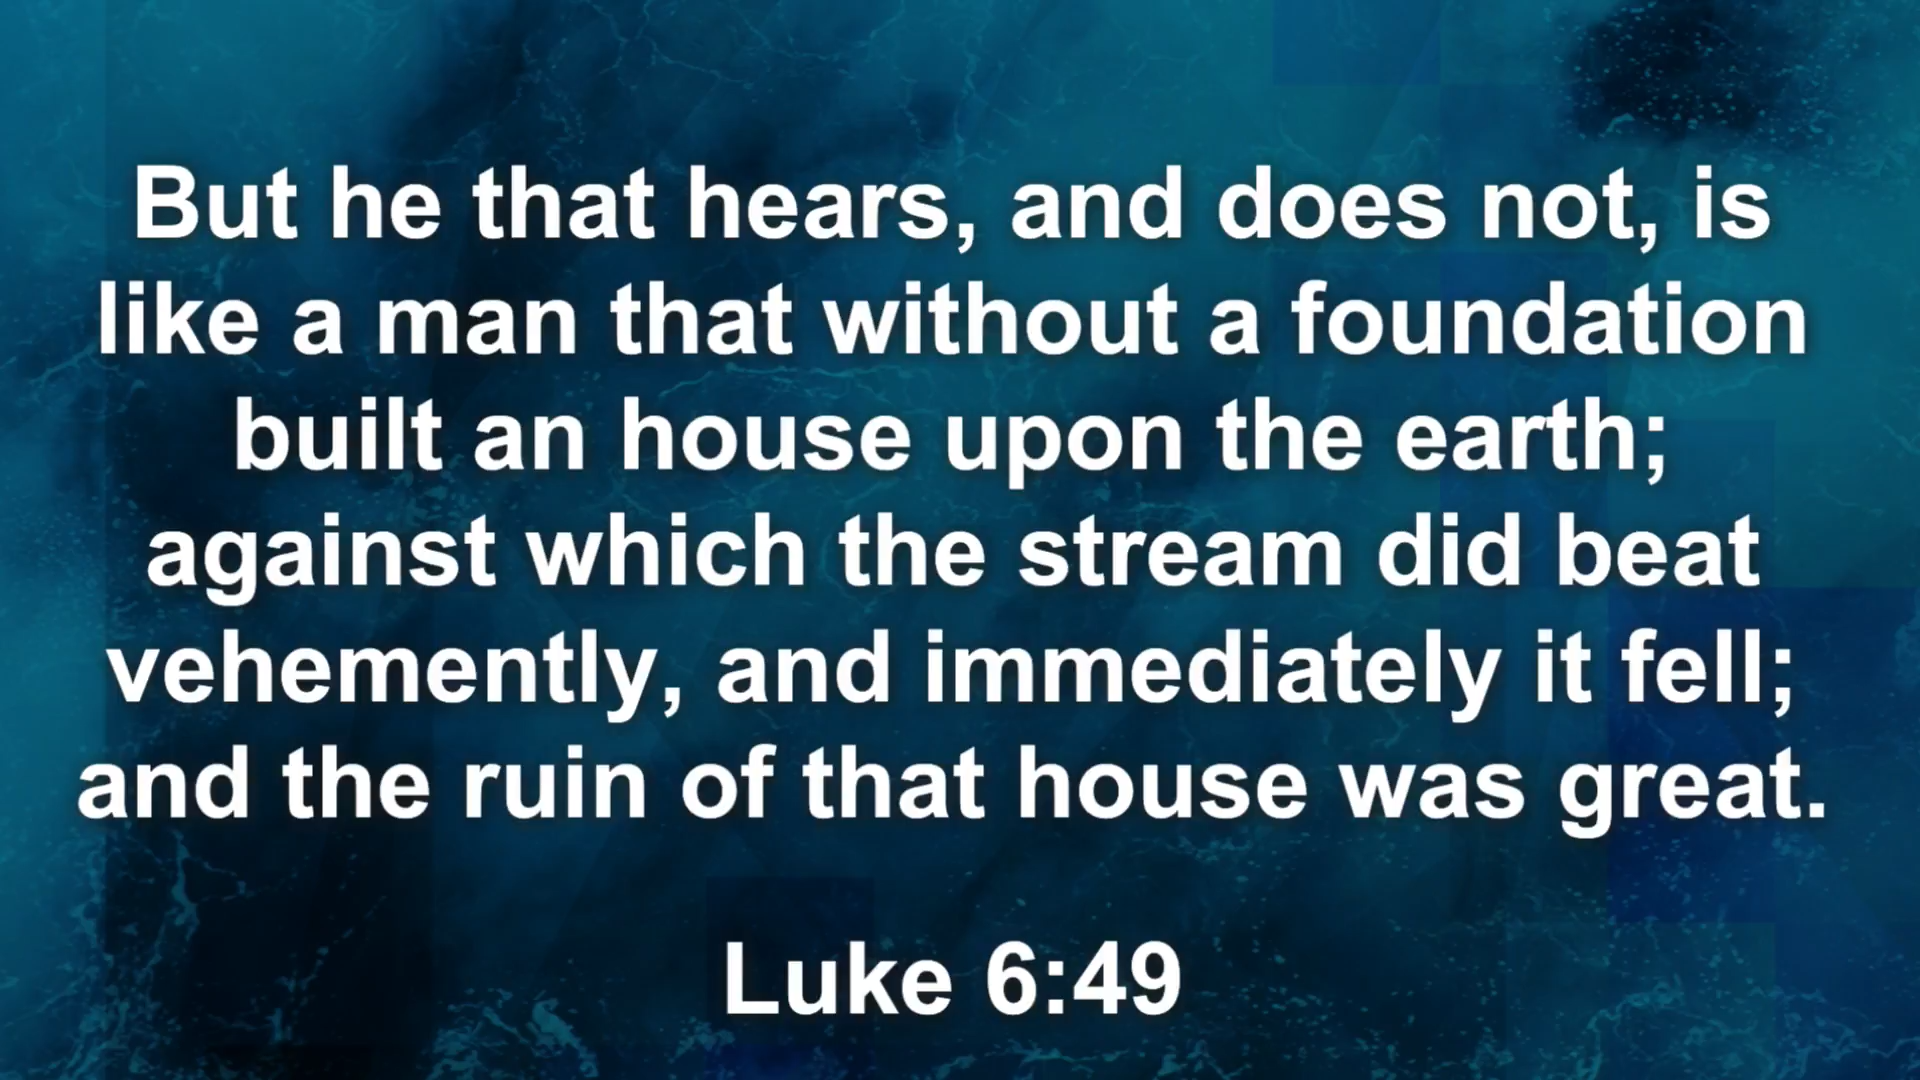 But he that hears, and does not, is
like a man that without a foundation
built an house upon the earth;
against which the stream did beat
vehemently, and immediately it fell;
and the ruin of that house was great.
Luke 6:49